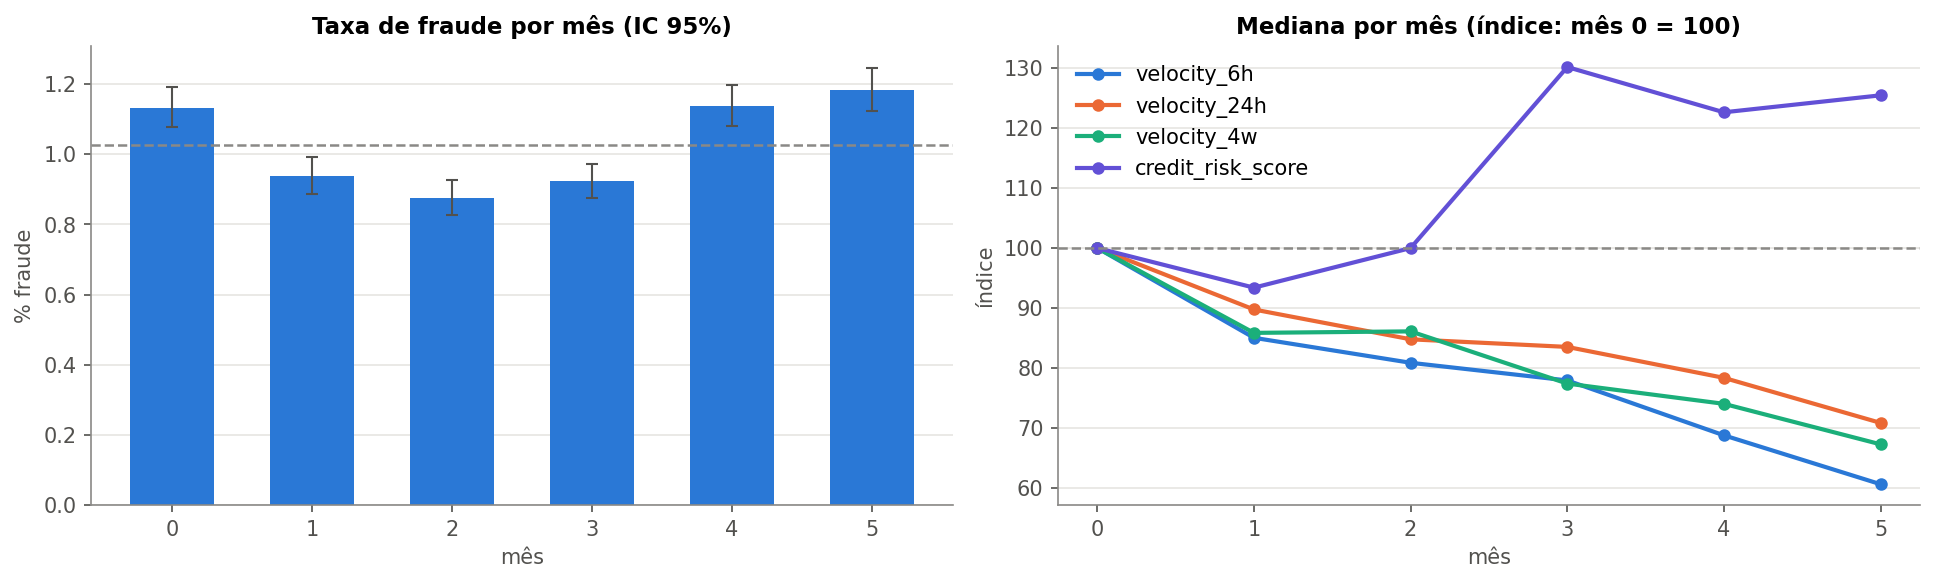 Taxa de fraude por mês (IC 95%)
% fraude
1.2
1.0
0.8
0.6
0.4
0.2
0.0
0 1 2 3 4 5
mês
Mediana por mês (índice: mês 0 = 100)
velocity_6h
velocity_24h
velocity_4w
credit_risk_score
índice
130
120
110
100
90
80
70
60
0 1 2 3 4 5
mês